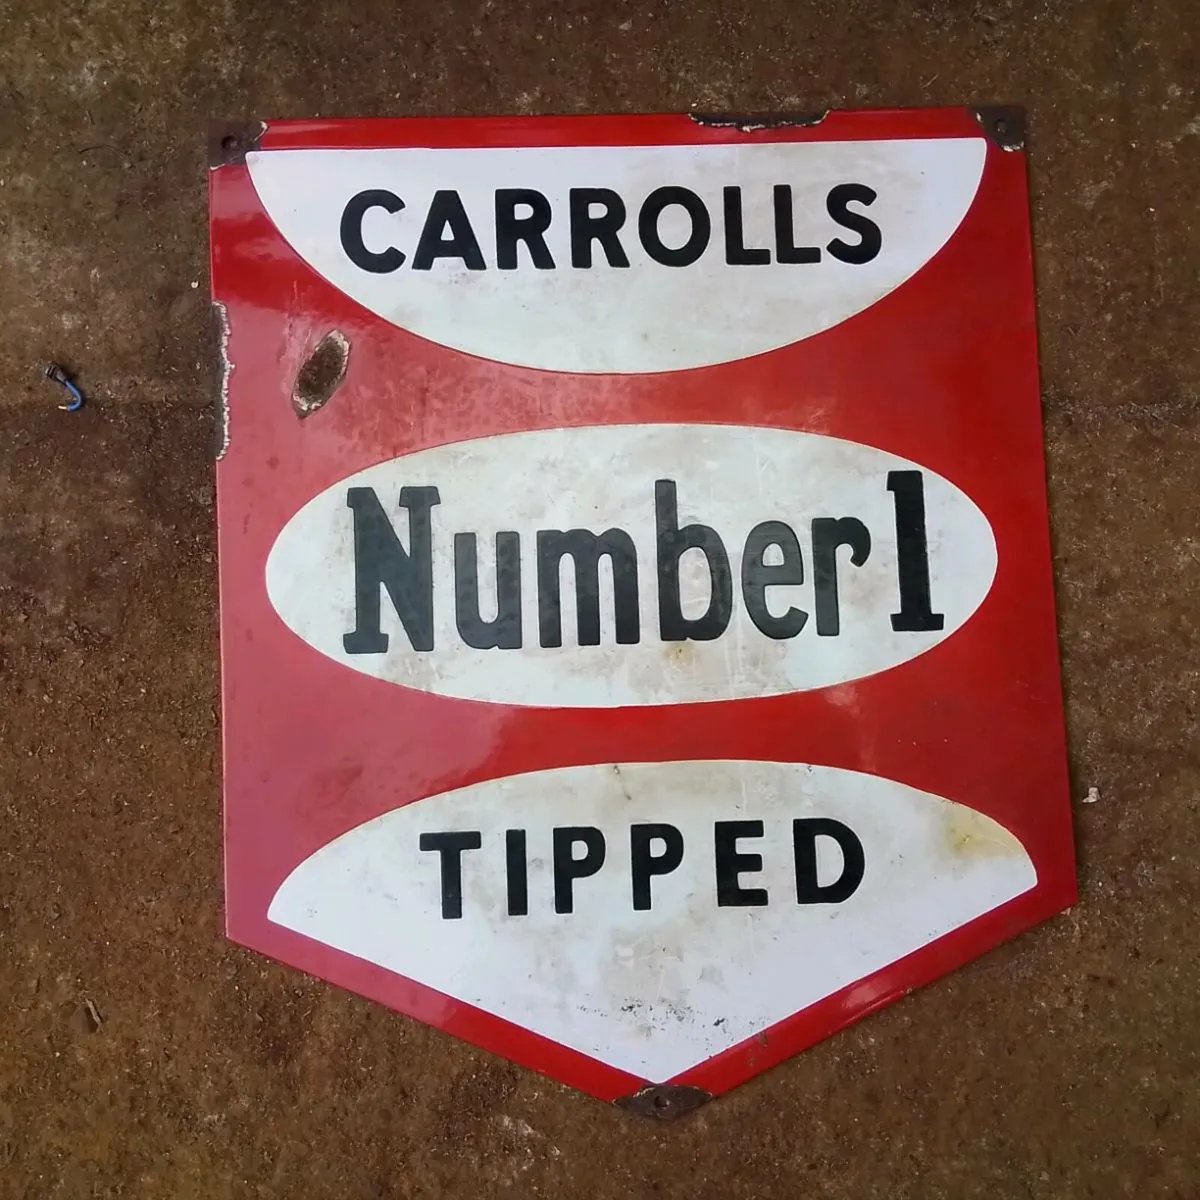 CARROLLS
Number 1
TIPPED